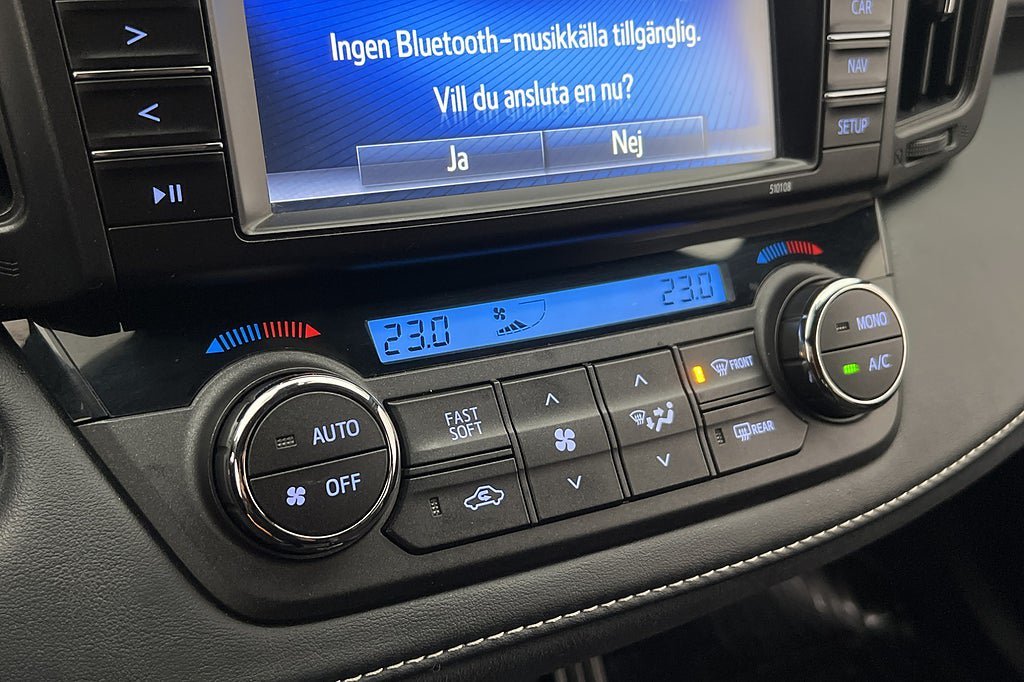 Ingen Bluetooth-musikkälla tillgänglig.
Vill du ansluta en nu?
Ja
Nej
CAR
NAV
SETUP
510108
23.0
23.0
AUTO
OFF
FAST
SOFT
FRONT
REAR
MONO
A/C